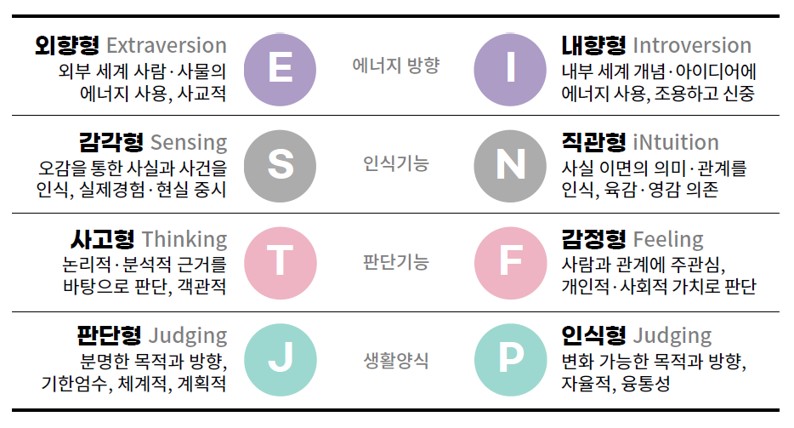 외향형 Extraversion
외부 세계 사람·사물의
에너지 사용, 사교적
E
에너지 방향
I
내향형 Introversion
내부 세계 개념·아이디어에
에너지 사용, 조용하고 신중
감각형 Sensing
오감을 통한 사실과 사건을
인식, 실제경험·현실 중시
S
인식기능
N
직관형 iNtuition
사실 이면의 의미·관계를
인식, 육감·영감 의존
사고형 Thinking
논리적·분석적 근거를
바탕으로 판단, 객관적
T
판단기능
F
감정형 Feeling
사람과 관계에 주관심,
개인적·사회적 가치로 판단
판단형 Judging
분명한 목적과 방향,
기한엄수, 체계적, 계획적
J
생활양식
P
인식형 Judging
변화 가능한 목적과 방향,
자율적, 융통성